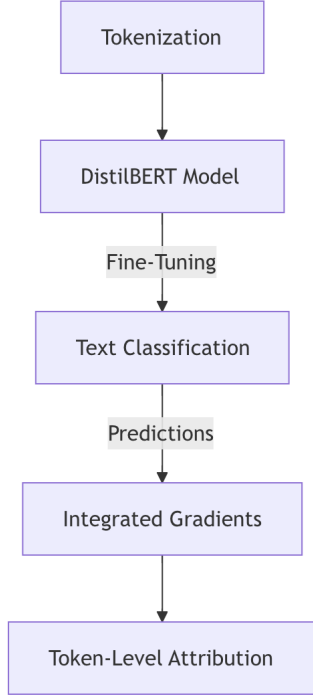 Tokenization
DistilBERT Model
Fine-Tuning
Text Classification
Predictions
Integrated Gradients
Token-Level Attribution